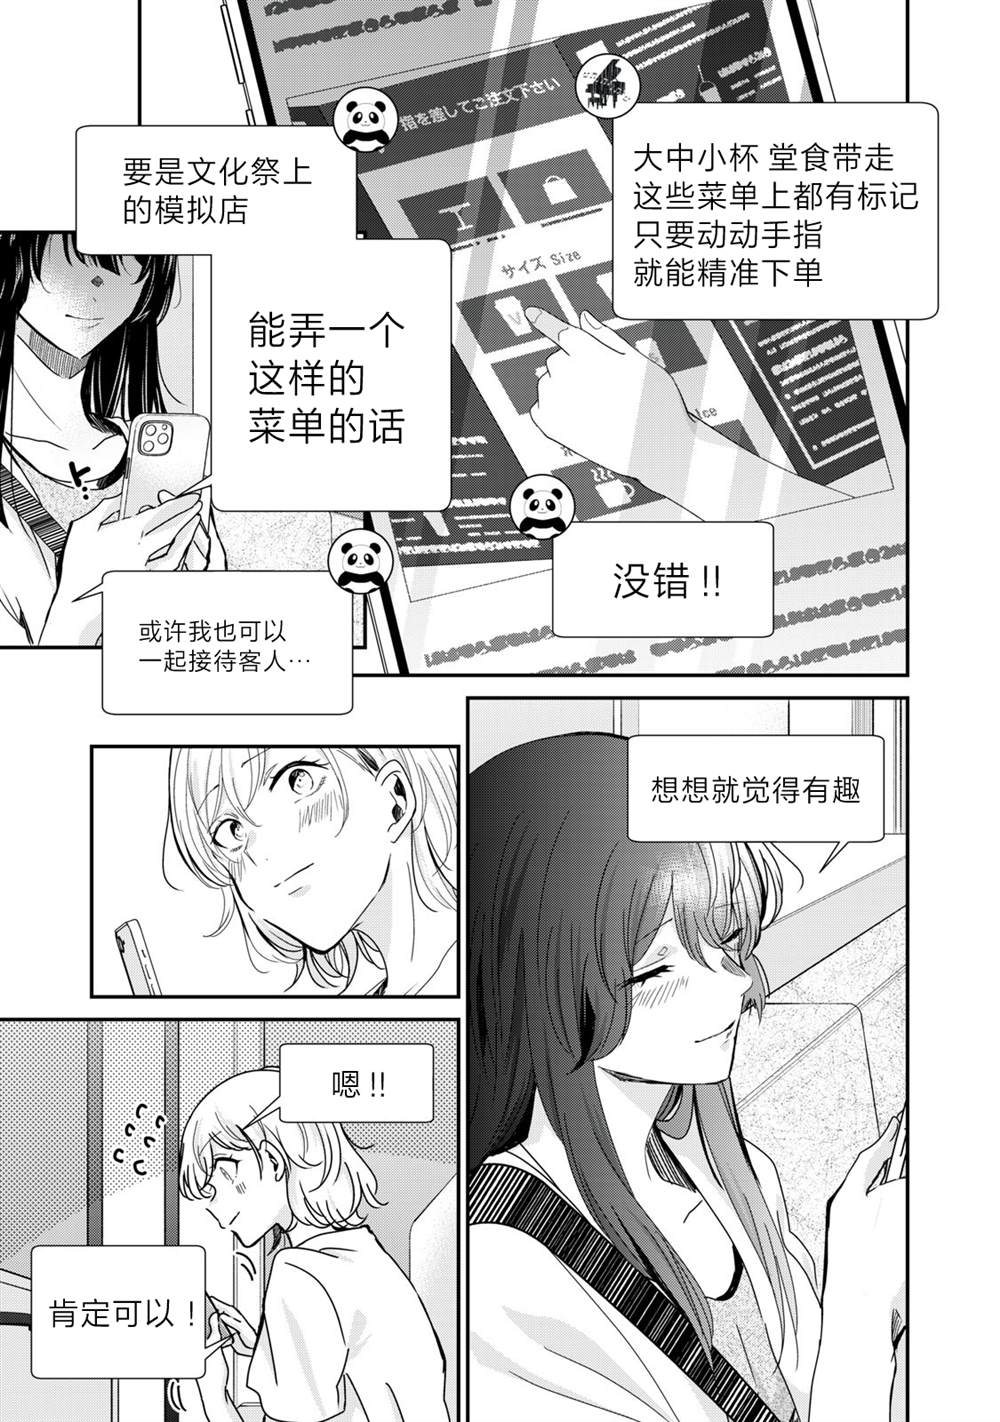 大中小杯 堂食带走
这些菜单上都有标记
只要动动手指
就能精准下单
指を差してご注文下さい
サイズ Size
Ice
没错!!
要是文化祭上
的模拟店
能弄一个
这样的
菜单的话
ドキ…
或许我也可以
一起接待客人…
想想就觉得有趣
嗯!!
肯定可以!